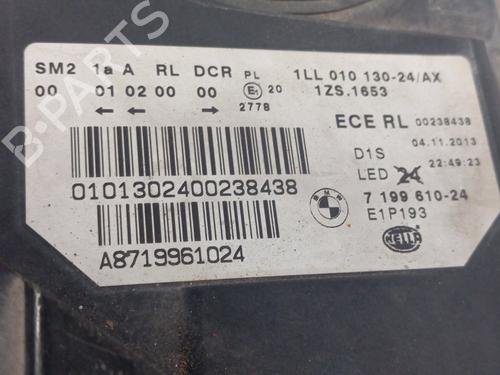 SM2 1a A RL DCR PL 1LL 010 130-24/AX
00 01 02 00 00 E1 20 1ZS.1653
← ← → 2778
ECE RL 00238438
04.11.2013
D1S 22:49:23
LED 24
0101302400238438
7 199 610-24
BMW E1P193
A8719961024 HELLA